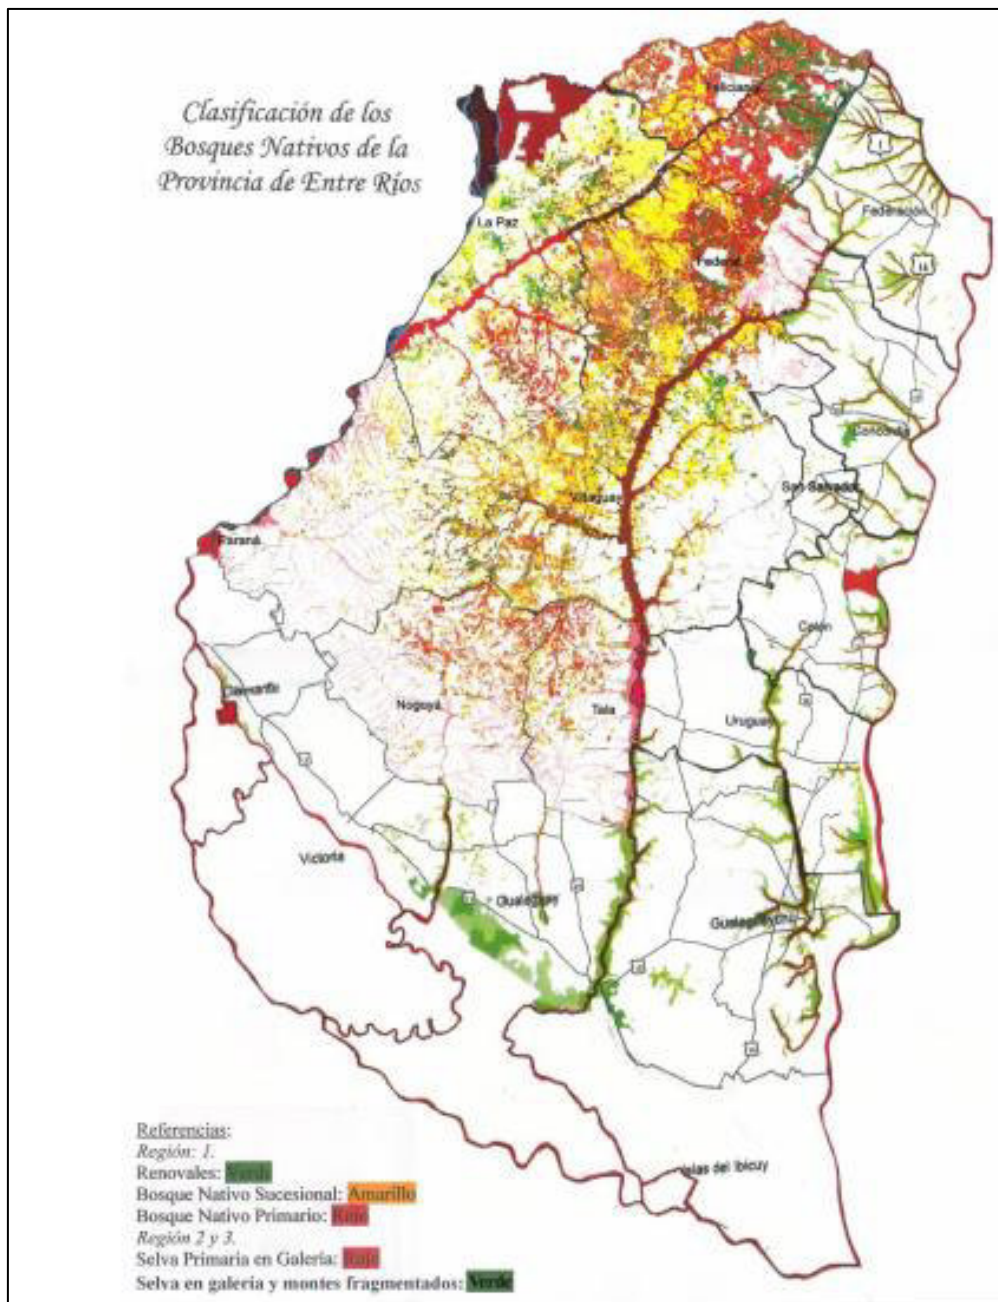 Clasificación de los
Bosques Nativos de la
Provincia de Entre Ríos
Feliciano
1
La Paz
Federación
Federal
14
Concordia
Villaguay
San Salvador
Paraná
Colón
Diamante
Nogoyá
Tala
Uruguay
Victoria
Gualeguay
Gualeguaychú
Islas del Ibicuy
Referencias:
Región: 1.
Renovales: Verde
Bosque Nativo Sucesional: Amarillo
Bosque Nativo Primario: Rojo
Región 2 y 3.
Selva Primaria en Galería: Rojo
Selva en galería y montes fragmentados: Verde